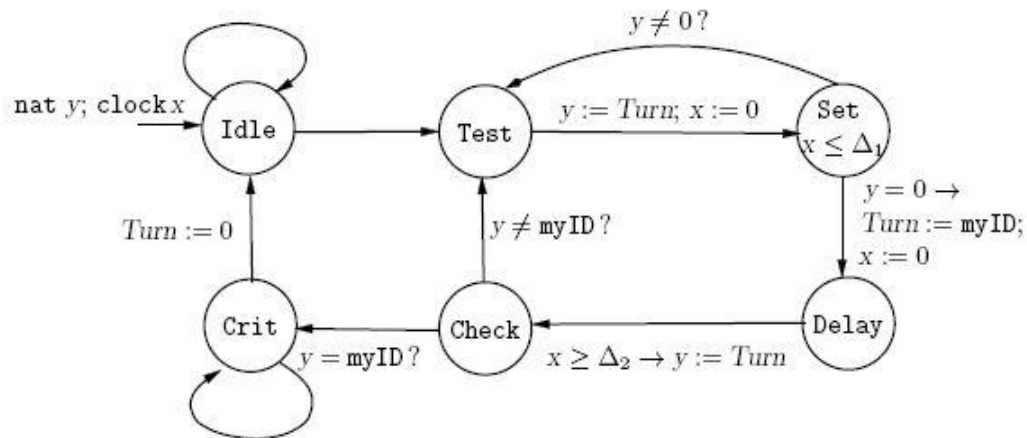 y ≠ 0 ?
nat y; clock x
Idle
Test
y := Turn; x := 0
Set
x ≤ Δ₁
y = 0 →
Turn := myID;
x := 0
Turn := 0
y ≠ myID ?
Crit
Check
Delay
y = myID ?
x ≥ Δ₂ → y := Turn